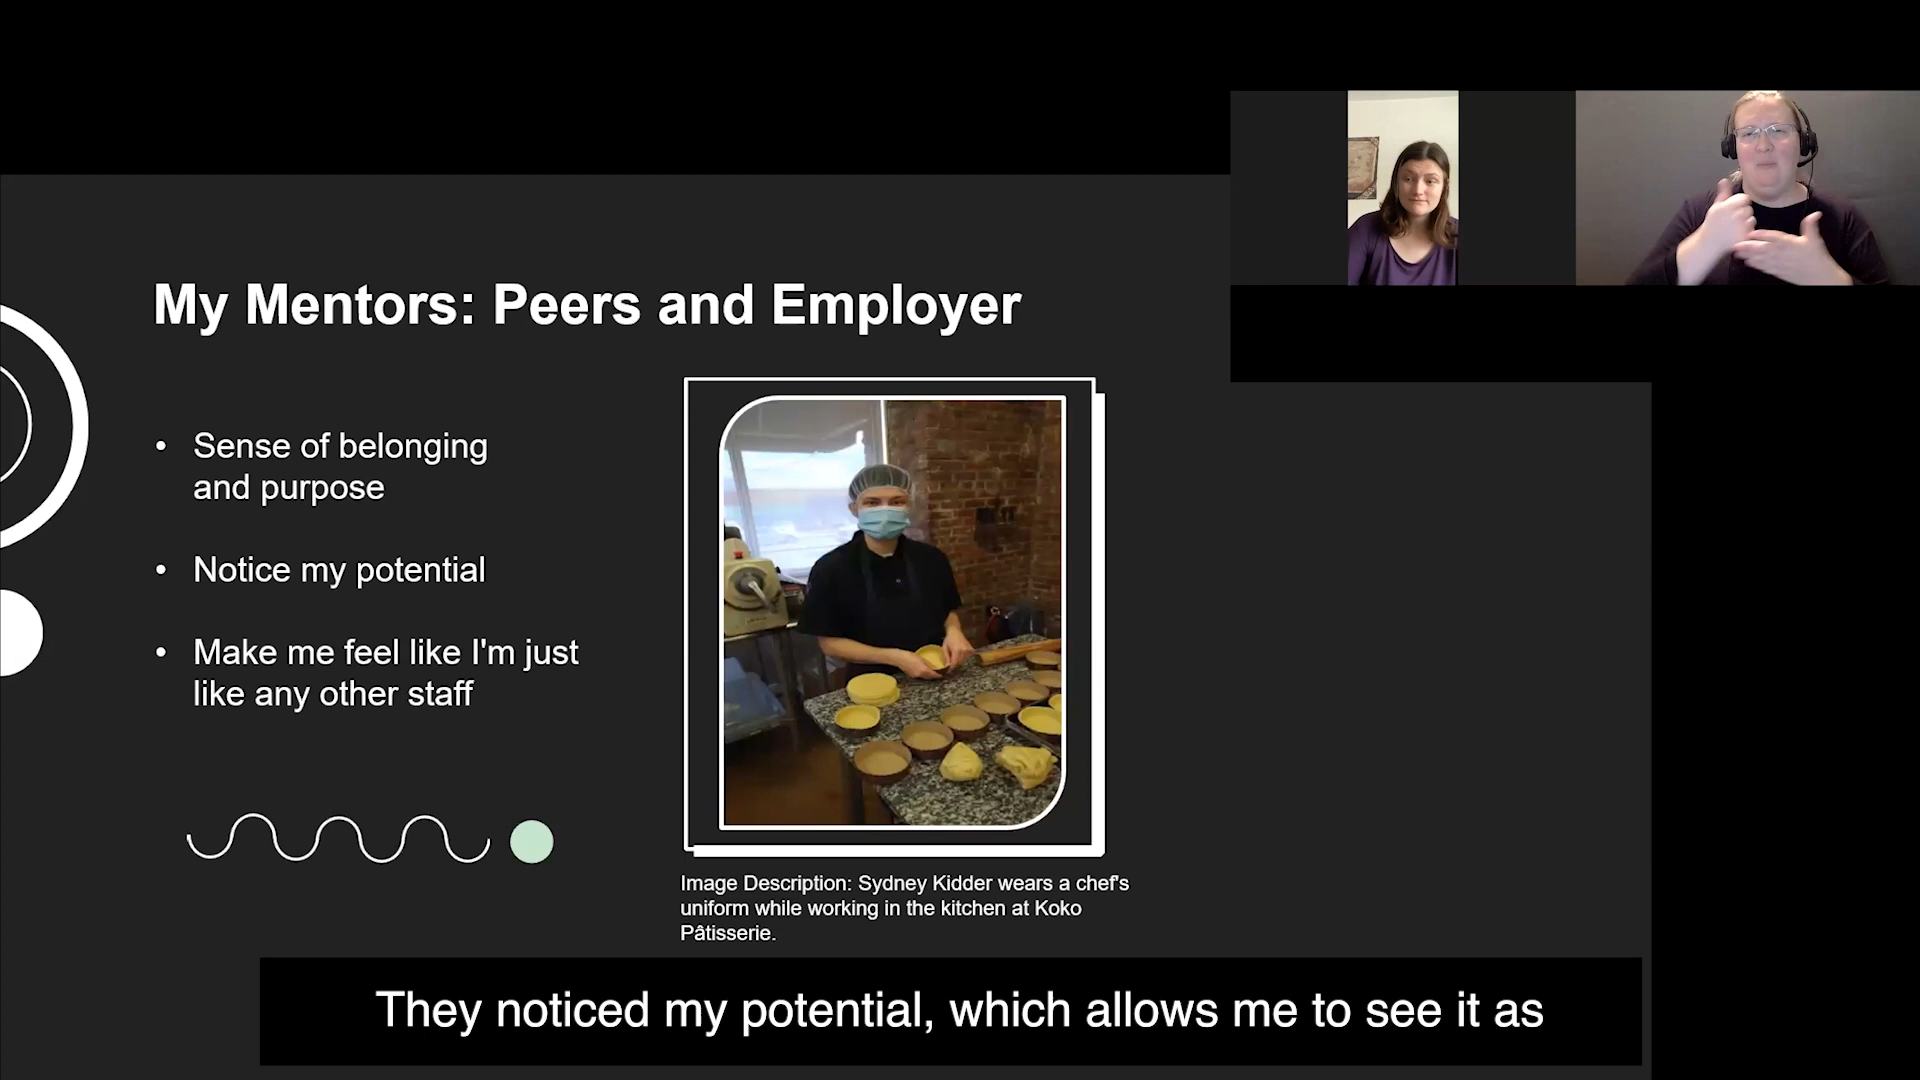 My Mentors: Peers and Employer
• Sense of belonging
and purpose
• Notice my potential
• Make me feel like I'm just
like any other staff
Image Description: Sydney Kidder wears a chef's
uniform while working in the kitchen at Koko
Pâtisserie.
They noticed my potential, which allows me to see it as